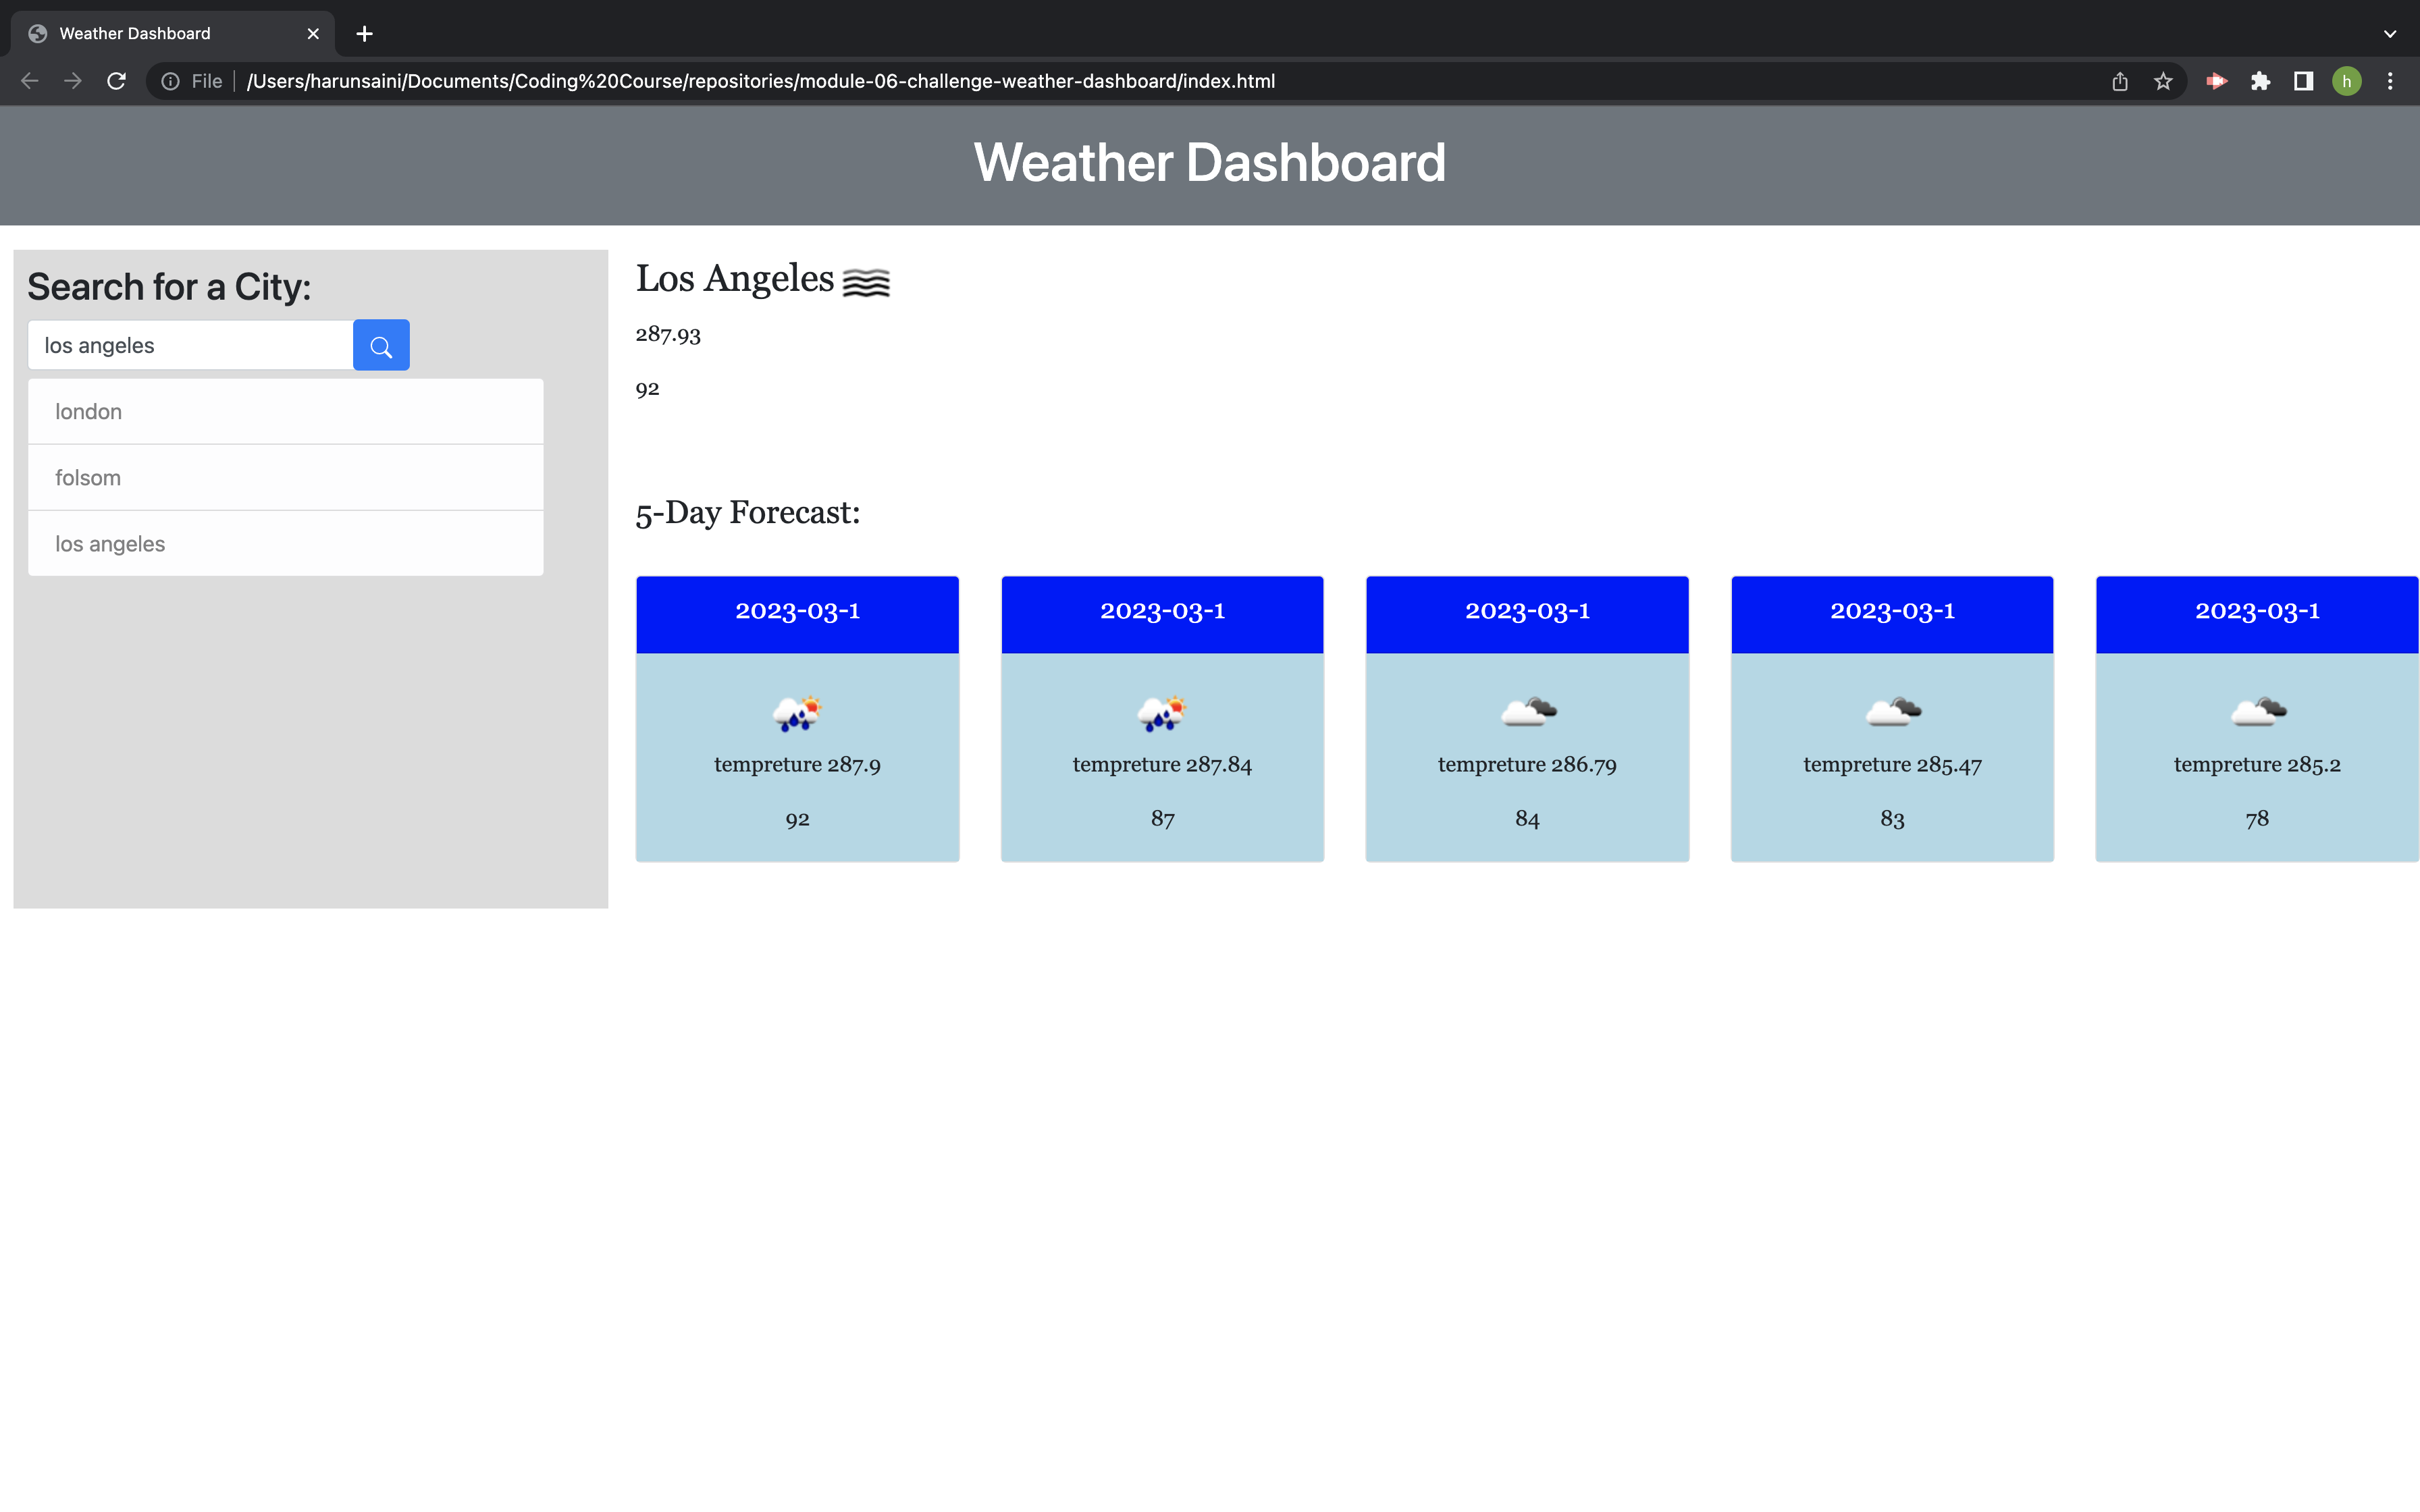 Weather Dashboard
File /Users/harunsaini/Documents/Coding%20Course/repositories/module-06-challenge-weather-dashboard/index.html
h
Weather Dashboard
Search for a City:
los angeles
london
folsom
los angeles
Los Angeles
287.93
92
5-Day Forecast:
2023-03-1
tempreture 287.9
92
2023-03-1
tempreture 287.84
87
2023-03-1
tempreture 286.79
84
2023-03-1
tempreture 285.47
83
2023-03-1
tempreture 285.2
78